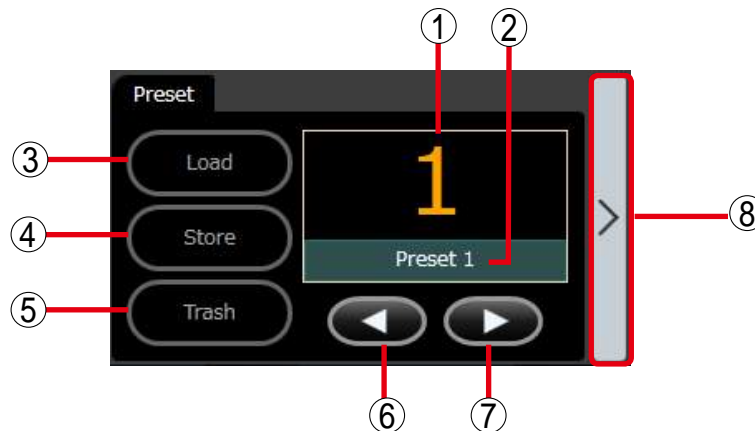 ① ②
Preset
③ Load 1
④ Store Preset 1 ⑧
⑤ Trash
⑥ ⑦